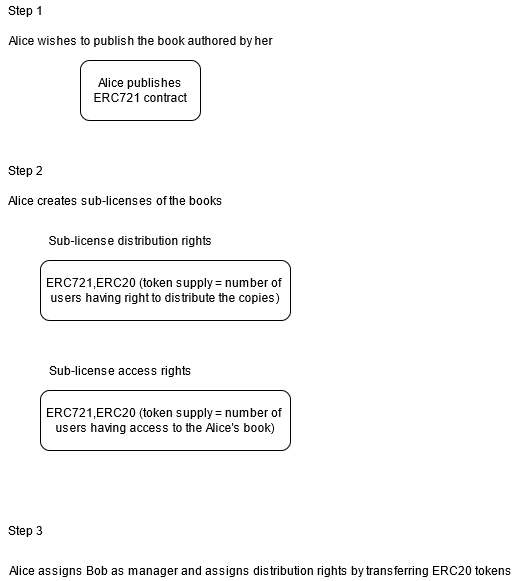 Step 1
Alice wishes to publish the book authored by her
Alice publishes
ERC721 contract
Step 2
Alice creates sub-licenses of the books
Sub-license distribution rights
ERC721,ERC20 (token supply = number of
users having right to distribute the copies)
Sub-license access rights
ERC721,ERC20 (token supply = number of
users having access to the Alice's book)
Step 3
Alice assigns Bob as manager and assigns distribution rights by transferring ERC20 tokens